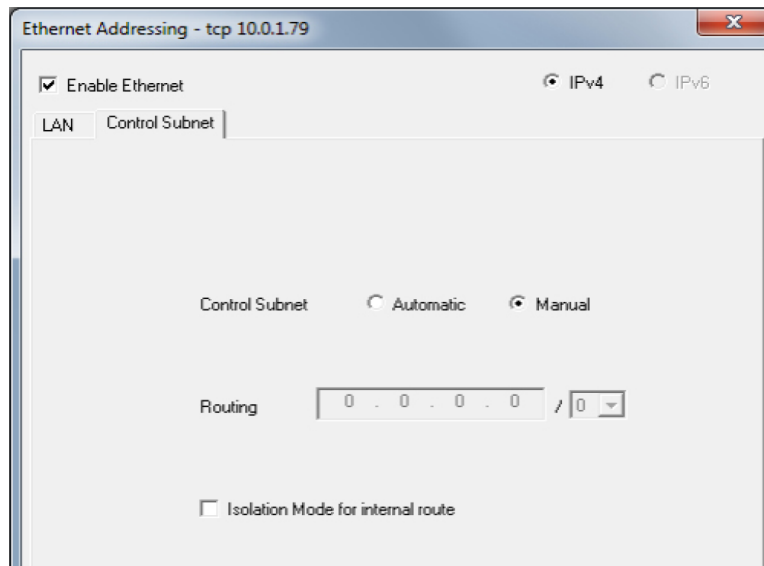 Ethernet Addressing - tcp 10.0.1.79
Enable Ethernet IPv4 IPv6
LAN Control Subnet
Control Subnet Automatic Manual
Routing 0 . 0 . 0 . 0 / 0
Isolation Mode for internal route